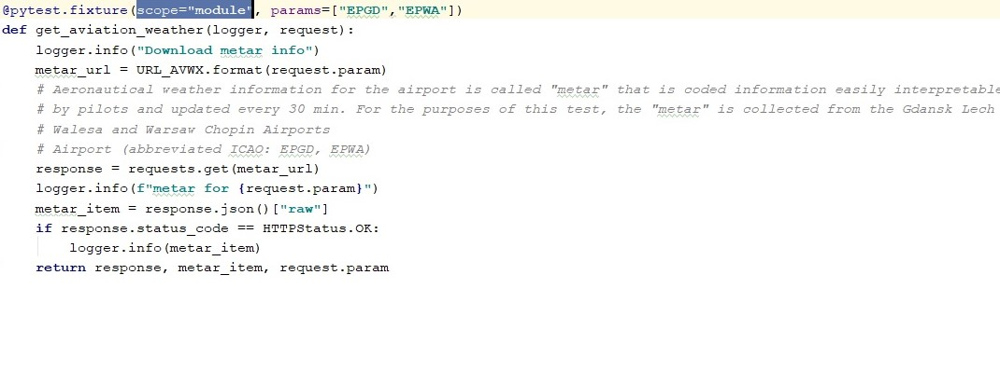 @pytest.fixture(scope="module", params=["EPGD","EPWA"])
def get_aviation_weather(logger, request):
    logger.info("Download metar info")
    metar_url = URL_AVWX.format(request.param)
    # Aeronautical weather information for the airport is called "metar" that is coded information easily interpretable
    # by pilots and updated every 30 min. For the purposes of this test, the "metar" is collected from the Gdansk Lech
    # Walesa and Warsaw Chopin Airports
    # Airport (abbreviated ICAO: EPGD, EPWA)
    response = requests.get(metar_url)
    logger.info(f"metar for {request.param}")
    metar_item = response.json()["raw"]
    if response.status_code == HTTPStatus.OK:
        logger.info(metar_item)
    return response, metar_item, request.param